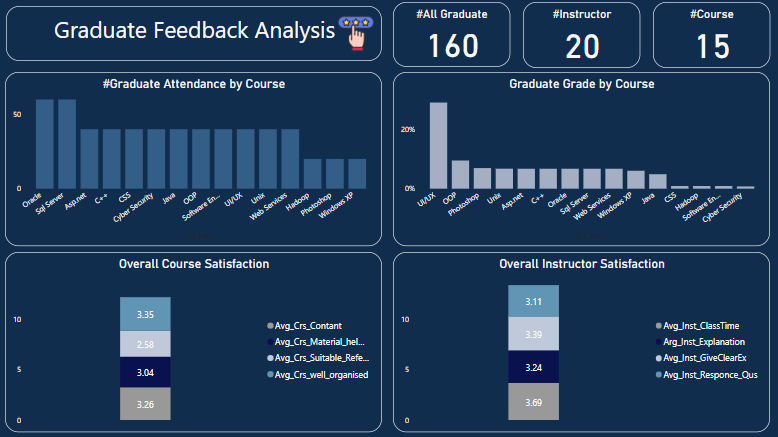 Graduate Feedback Analysis
#All Graduate
160
#Instructor
20
#Course
15
#Graduate Attendance by Course
50
0
Oracle
Sql Server
Asp.net
C++
CSS
Cyber Security
Java
OOP
Software En...
UI/UX
Unix
Web Services
Hadoop
Photoshop
Windows XP
Graduate Grade by Course
20%
0%
UI/UX
OOP
Photoshop
Unix
Asp.net
C++
Oracle
Sql Server
Web Services
Windows XP
Java
CSS
Hadoop
Software En...
Cyber Security
Overall Course Satisfaction
10
5
0
3.35
2.58
3.04
3.26
Avg_Crs_Contant
Avg_Crs_Material_hel...
Avg_Crs_Suitable_Refe...
Avg_Crs_well_organised
Overall Instructor Satisfaction
10
5
0
3.11
3.39
3.24
3.69
Avg_Inst_ClassTime
Arg_Inst_Explanation
Avg_Inst_GiveClearEx
Avg_Inst_Responce_Qus